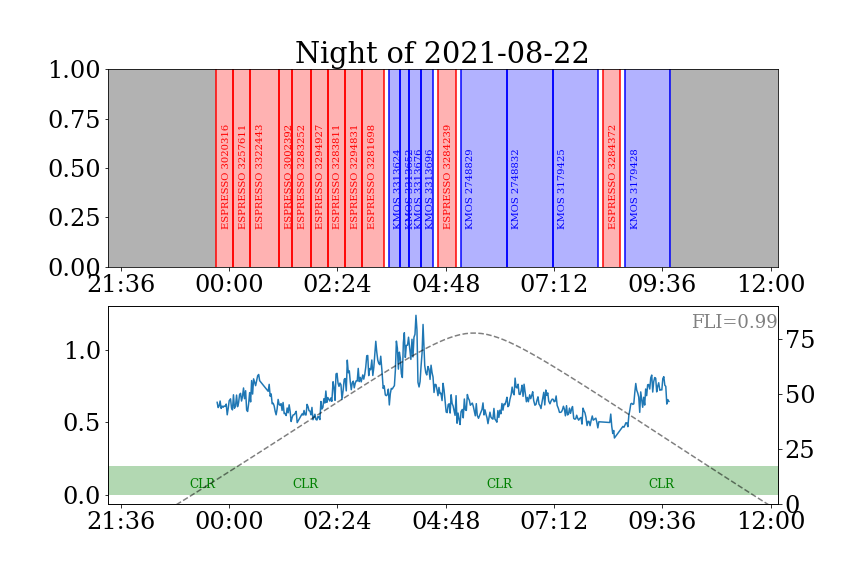 Night of 2021-08-22
1.00
0.75
0.50
0.25
0.00
ESPRESSO 3020316
ESPRESSO 3257611
ESPRESSO 3322443
ESPRESSO 3002392
ESPRESSO 3283252
ESPRESSO 3294927
ESPRESSO 3283811
ESPRESSO 3294831
ESPRESSO 3281698
KMOS 3313624
KMOS 3313652
KMOS 3313676
KMOS 3313696
ESPRESSO 3284239
KMOS 2748829
KMOS 2748832
KMOS 3179425
ESPRESSO 3284372
KMOS 3179428
21:36 00:00 02:24 04:48 07:12 09:36 12:00
FLI=0.99
1.0
0.5
0.0
75
50
25
0
CLR CLR CLR CLR
21:36 00:00 02:24 04:48 07:12 09:36 12:00